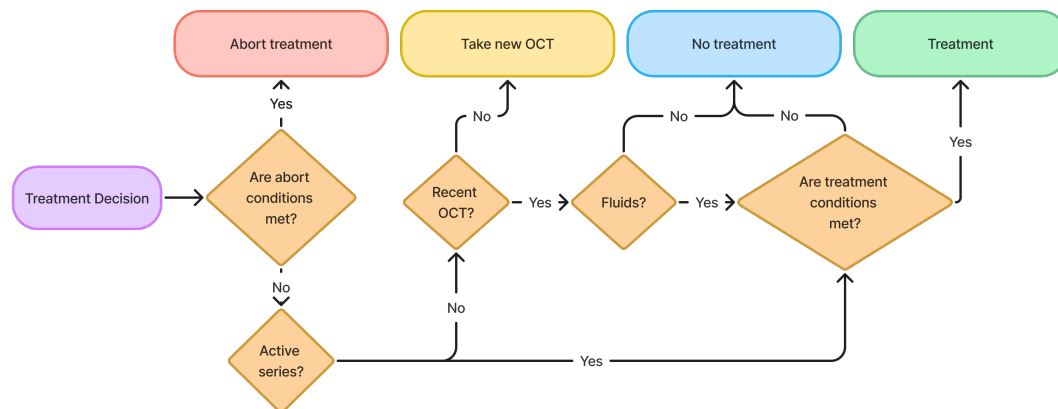 Abort treatment
Take new OCT
No treatment
Treatment
Yes
No
No
No
Yes
Treatment Decision
Are abort
conditions
met?
Recent
OCT?
Yes
Fluids?
Yes
Are treatment
conditions
met?
No
No
Active
series?
Yes